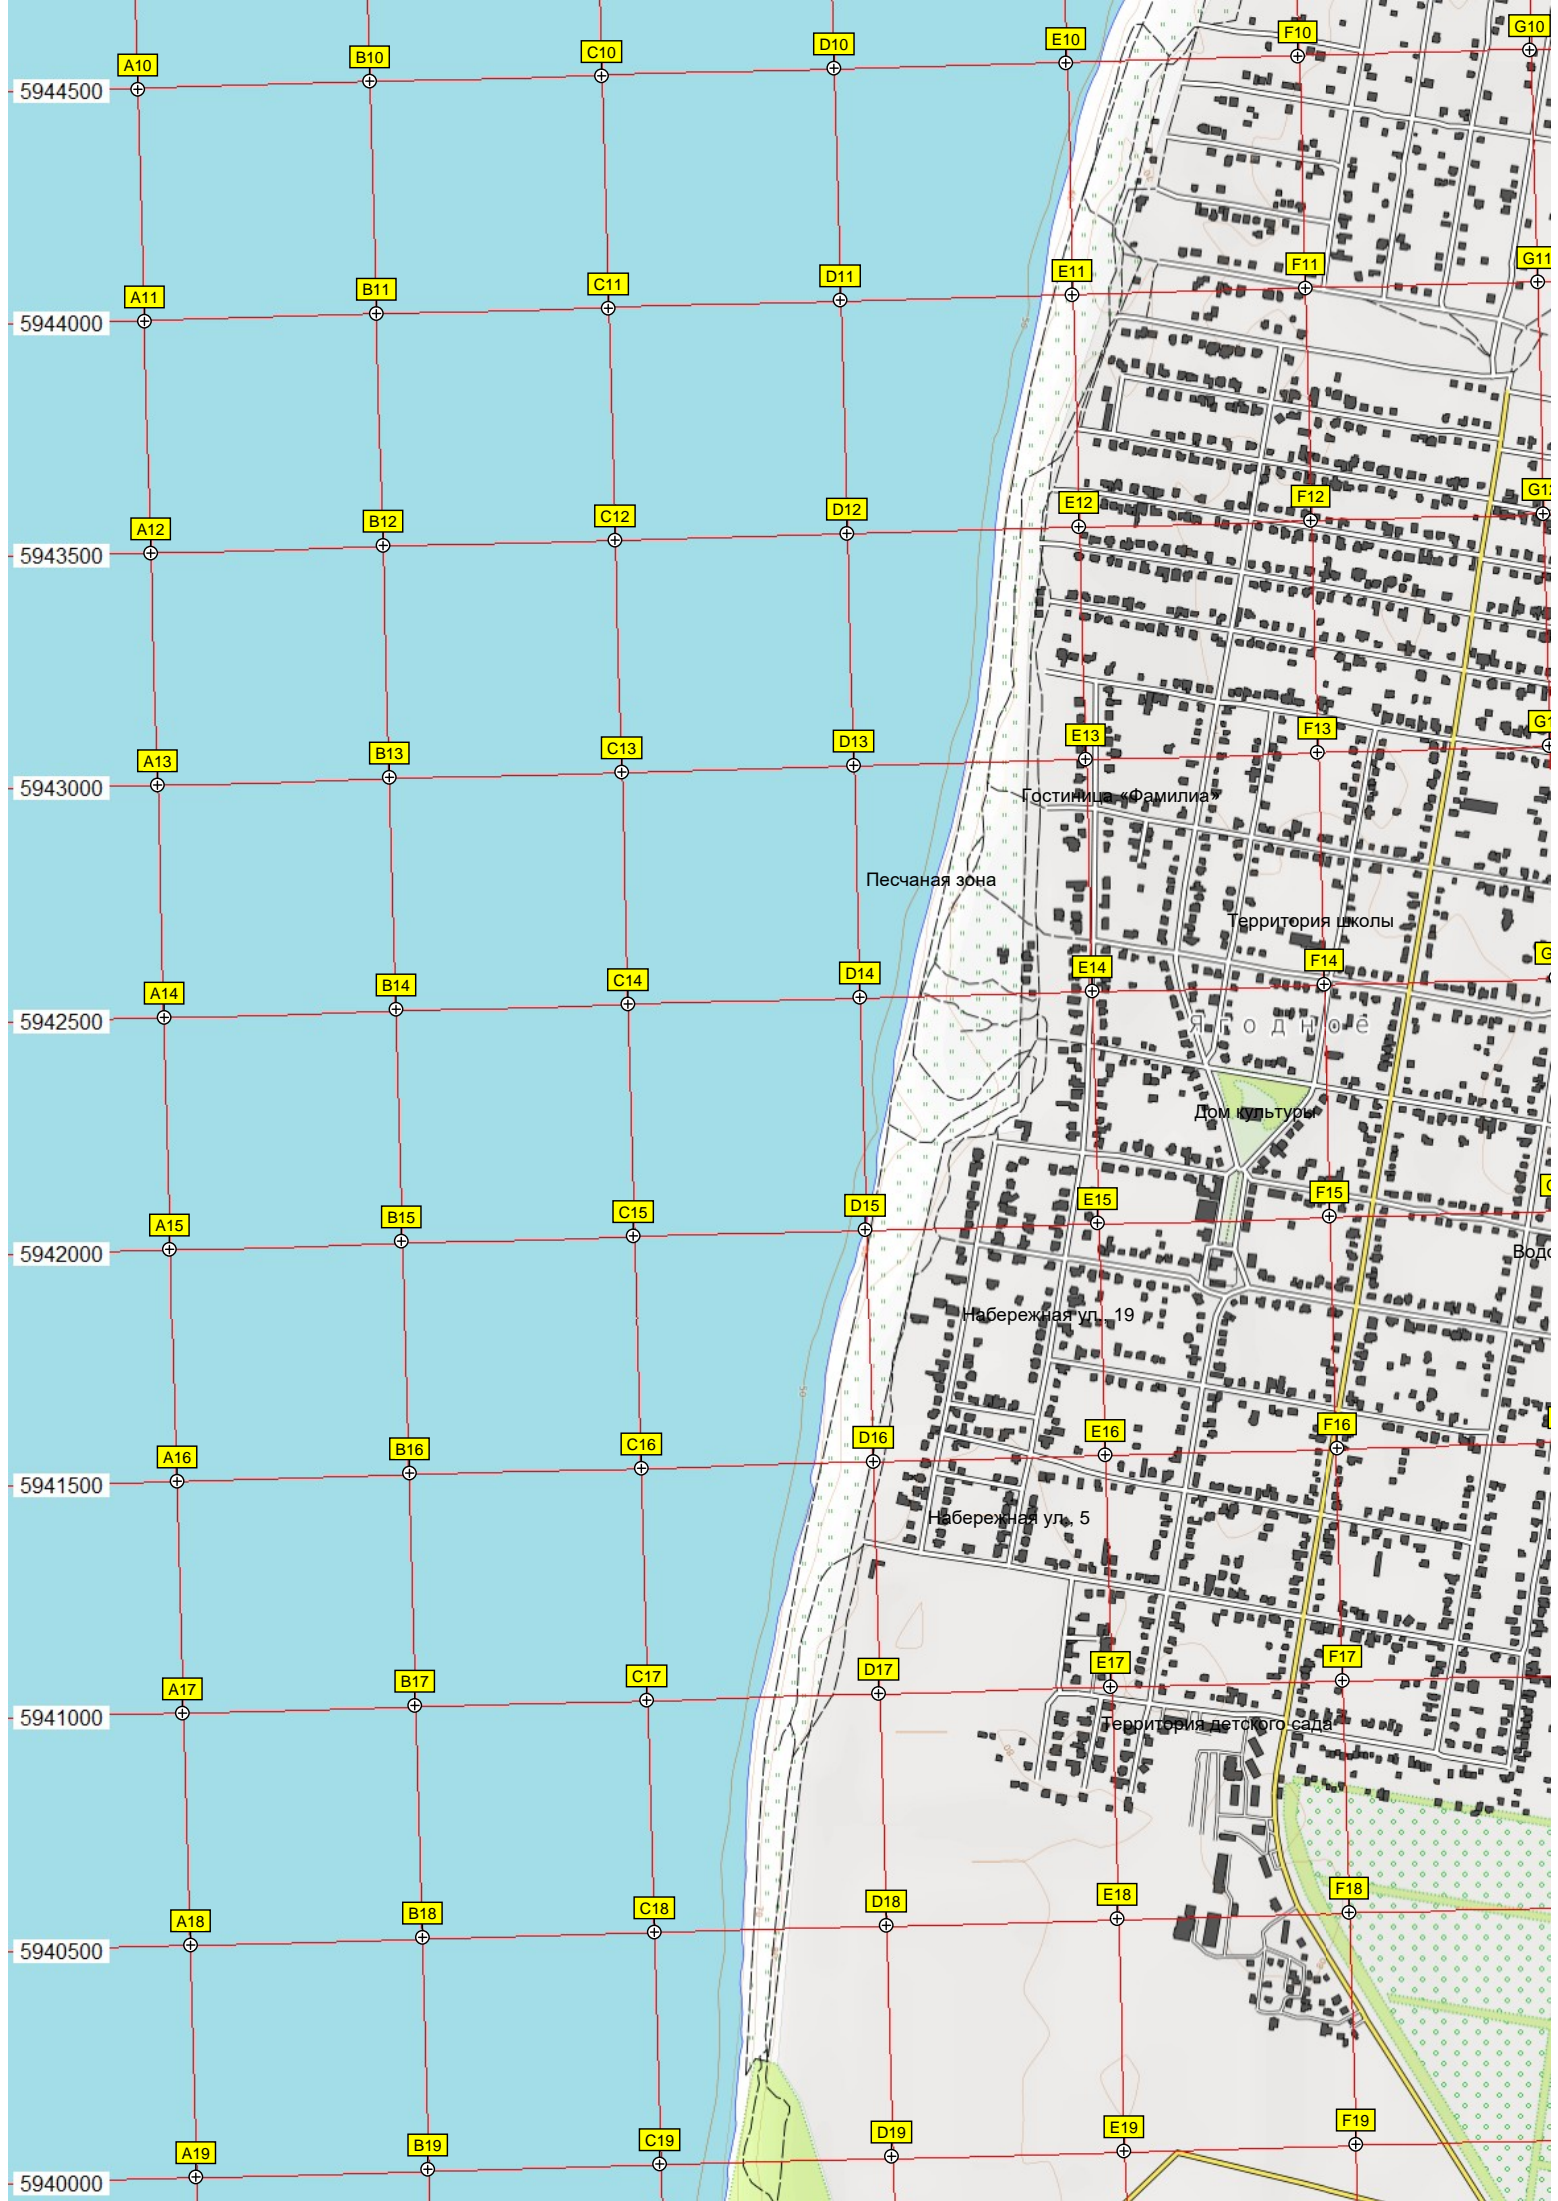 A10 B10 C10 D10 E10 F10 G10
5944500
A11 B11 C11 D11 E11 F11 G11
5944000
50
A12 B12 C12 D12 E12 F12
5943500
A13 B13 C13 D13 E13 F13
5943000
Гостиница «Фамилиа»
Песчаная зона
Территория школы
A14 B14 C14 D14 E14 F14
5942500
Ягодное
Дом культуры
A15 B15 C15 D15 E15 F15
5942000
Набережная ул., 19
50
A16 B16 C16 D16 E16 F16
5941500
Набережная ул., 5
A17 B17 C17 D17 E17 F17
5941000
Территория детского сада
80
A18 B18 C18 D18 E18 F18
5940500
A19 B19 C19 D19 E19 F19
5940000